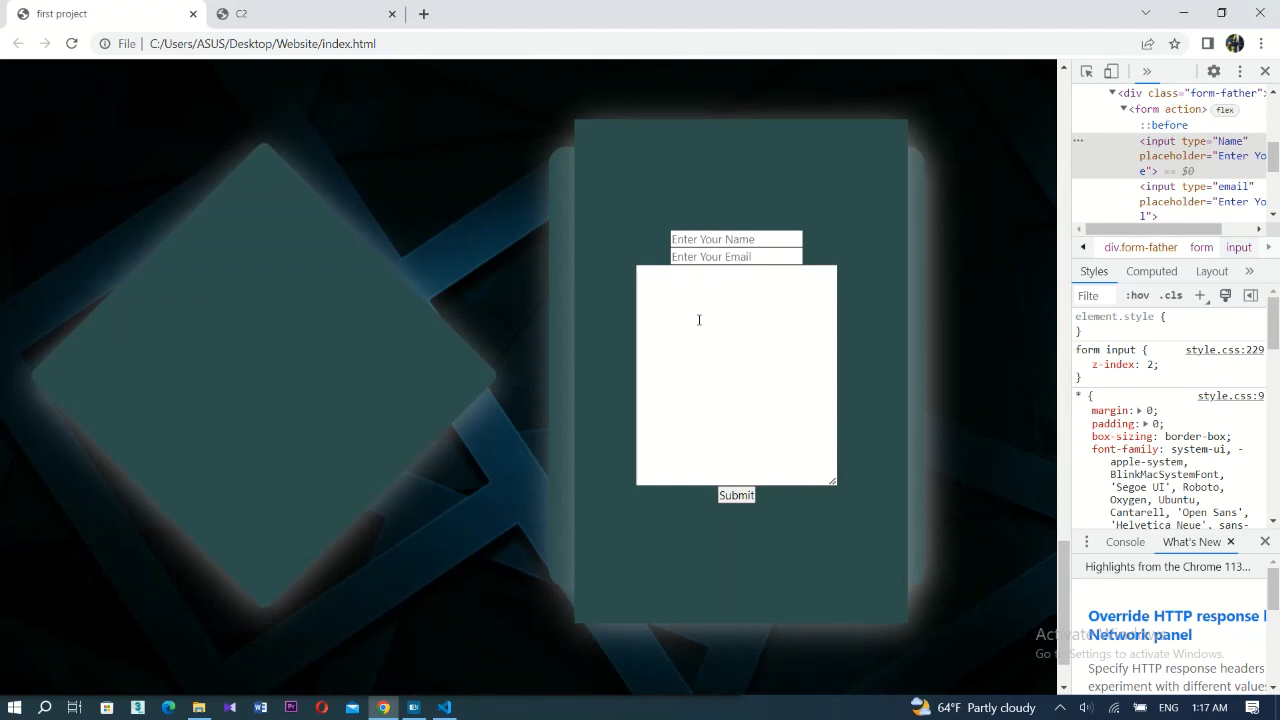 first project
C2
File
C:/Users/ASUS/Desktop/Website/index.html
Enter Your Name
Enter Your Email
Submit
<div class="form-father">
<form action> flex
::before
<input type="Name"
placeholder="Enter Yo
e"> == $0
<input type="email"
placeholder="Enter Yo
l">
div.form-father form input
Styles Computed Layout
Filte :hov .cls
element.style {
}
form input { style.css:229
z-index: 2;
}
* { style.css:9
margin: 0;
padding: 0;
box-sizing: border-box;
font-family: system-ui, -
apple-system,
BlinkMacSystemFont,
'Segoe UI', Roboto,
Oxygen, Ubuntu,
Cantarell, 'Open Sans',
'Helvetica Neue', sans-
Console What's New
Highlights from the Chrome 113...
Override HTTP response h
Network panel
Specify HTTP response headers
experiment with different values
Activate Windows
Go to Settings to activate Windows.
64°F Partly cloudy
ENG 1:17 AM